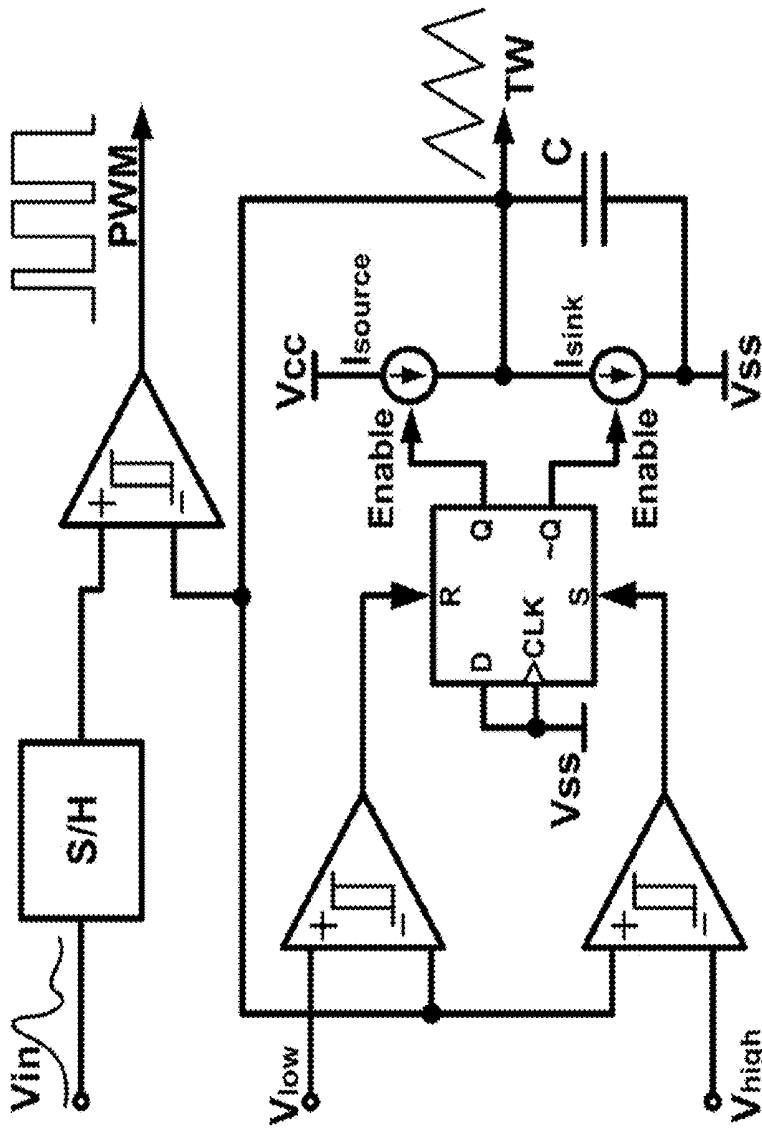 Vin
S/H
+
−
PWM
Vlow
+
−
Vcc
Isource
Enable
R
D
Q
CLK
~Q
S
Vss
TW
C
Isink
Enable
Vss
+
−
Vhigh